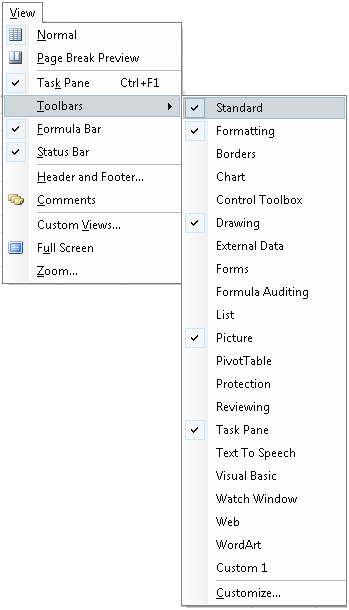 View
Normal
Page Break Preview
Task Pane Ctrl+F1
Toolbars
Formula Bar
Status Bar
Header and Footer...
Comments
Custom Views...
Full Screen
Zoom...
Standard
Formatting
Borders
Chart
Control Toolbox
Drawing
External Data
Forms
Formula Auditing
List
Picture
PivotTable
Protection
Reviewing
Task Pane
Text To Speech
Visual Basic
Watch Window
Web
WordArt
Custom 1
Customize...